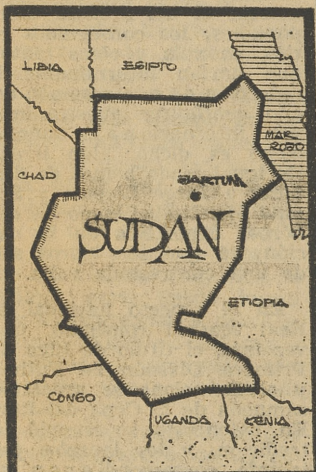 LIBIA
EGIPTO
MAR
ROJO
CHAD
JARTUM
SUDAN
ETIOPIA
CONGO
UGANDA
KENIA